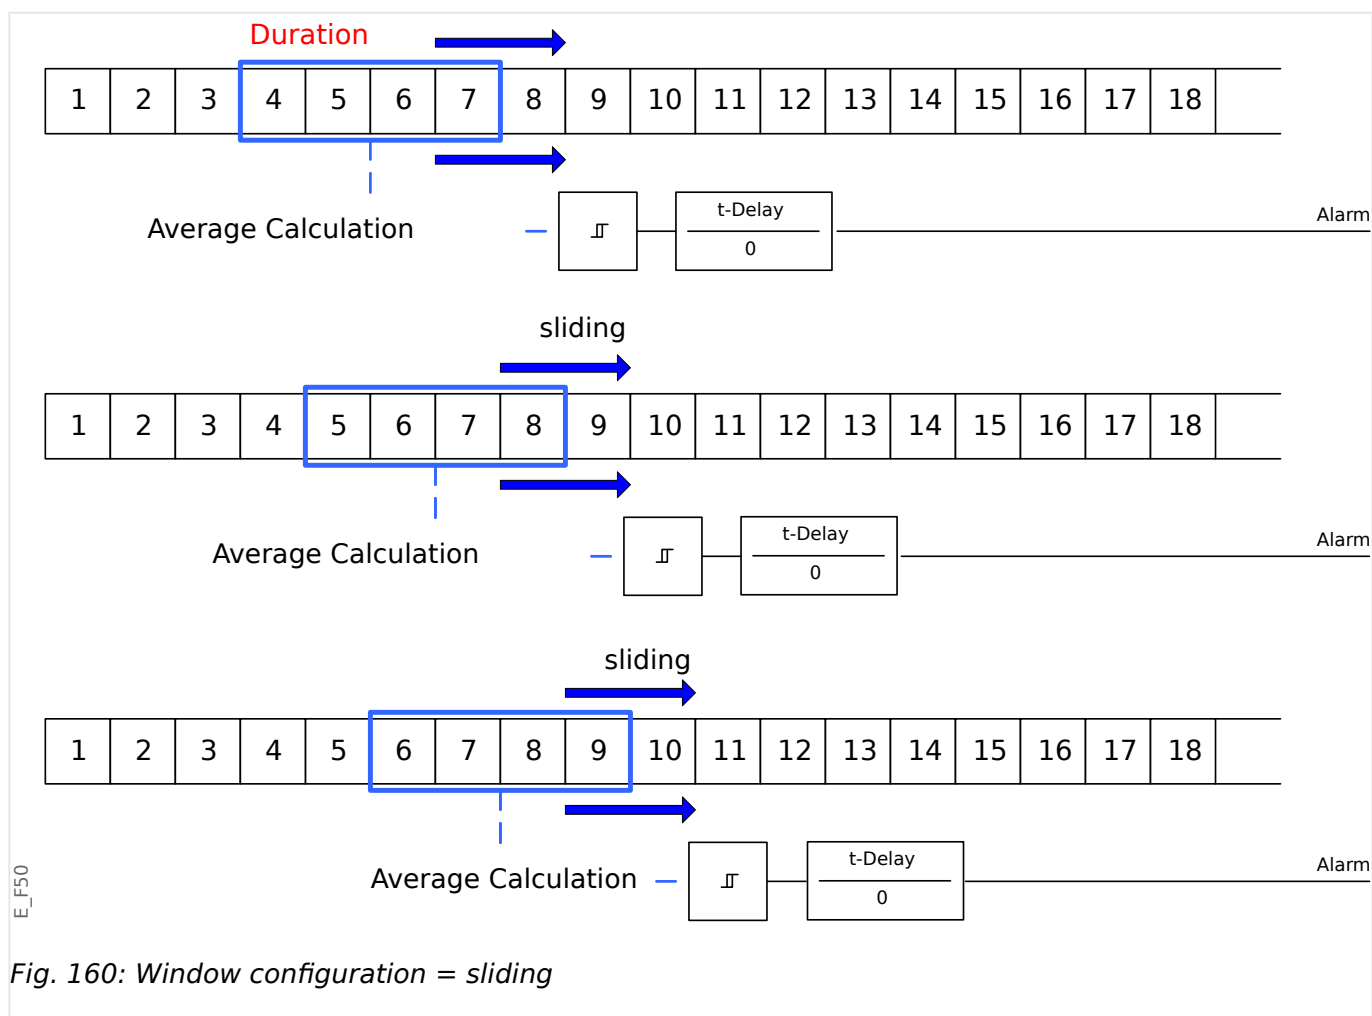 Duration
1 2 3 4 5 6 7 8 9 10 11 12 13 14 15 16 17 18
t-Delay
Alarm
Average Calculation
0
sliding
1 2 3 4 5 6 7 8 9 10 11 12 13 14 15 16 17 18
t-Delay
Alarm
Average Calculation
0
sliding
1 2 3 4 5 6 7 8 9 10 11 12 13 14 15 16 17 18
t-Delay
Alarm
Average Calculation
0
E_F50
Fig. 160: Window configuration = sliding